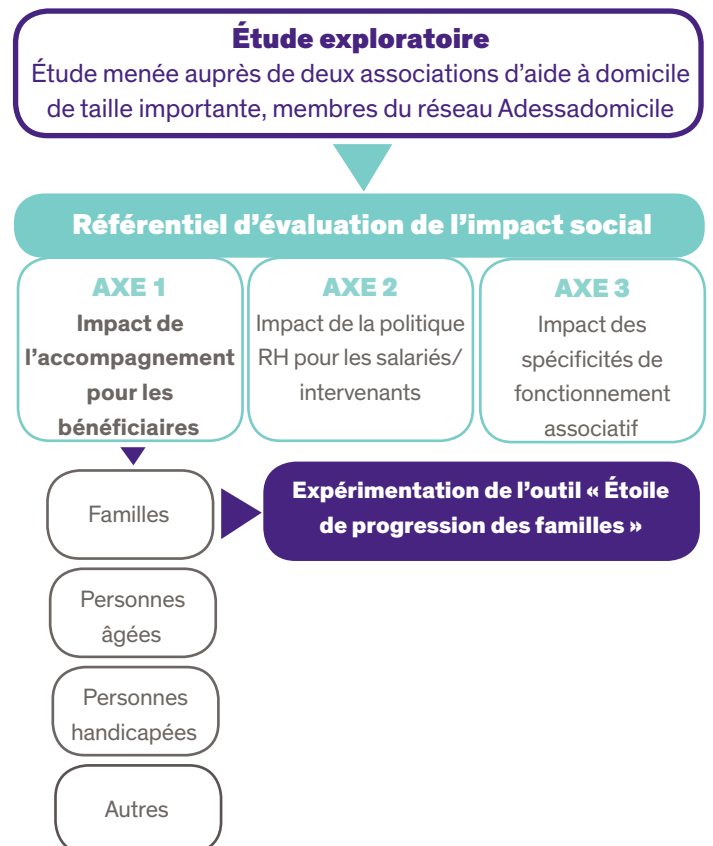 Étude exploratoire
Étude menée auprès de deux associations d’aide à domicile
de taille importante, membres du réseau Adessadomicile
Référentiel d’évaluation de l’impact social
AXE 1
Impact de
l’accompagnement
pour les
bénéficiaires
AXE 2
Impact de la politique
RH pour les salariés/
intervenants
AXE 3
Impact des
spécificités de
fonctionnement
associatif
Familles
Expérimentation de l’outil « Étoile
de progression des familles »
Personnes
âgées
Personnes
handicapées
Autres